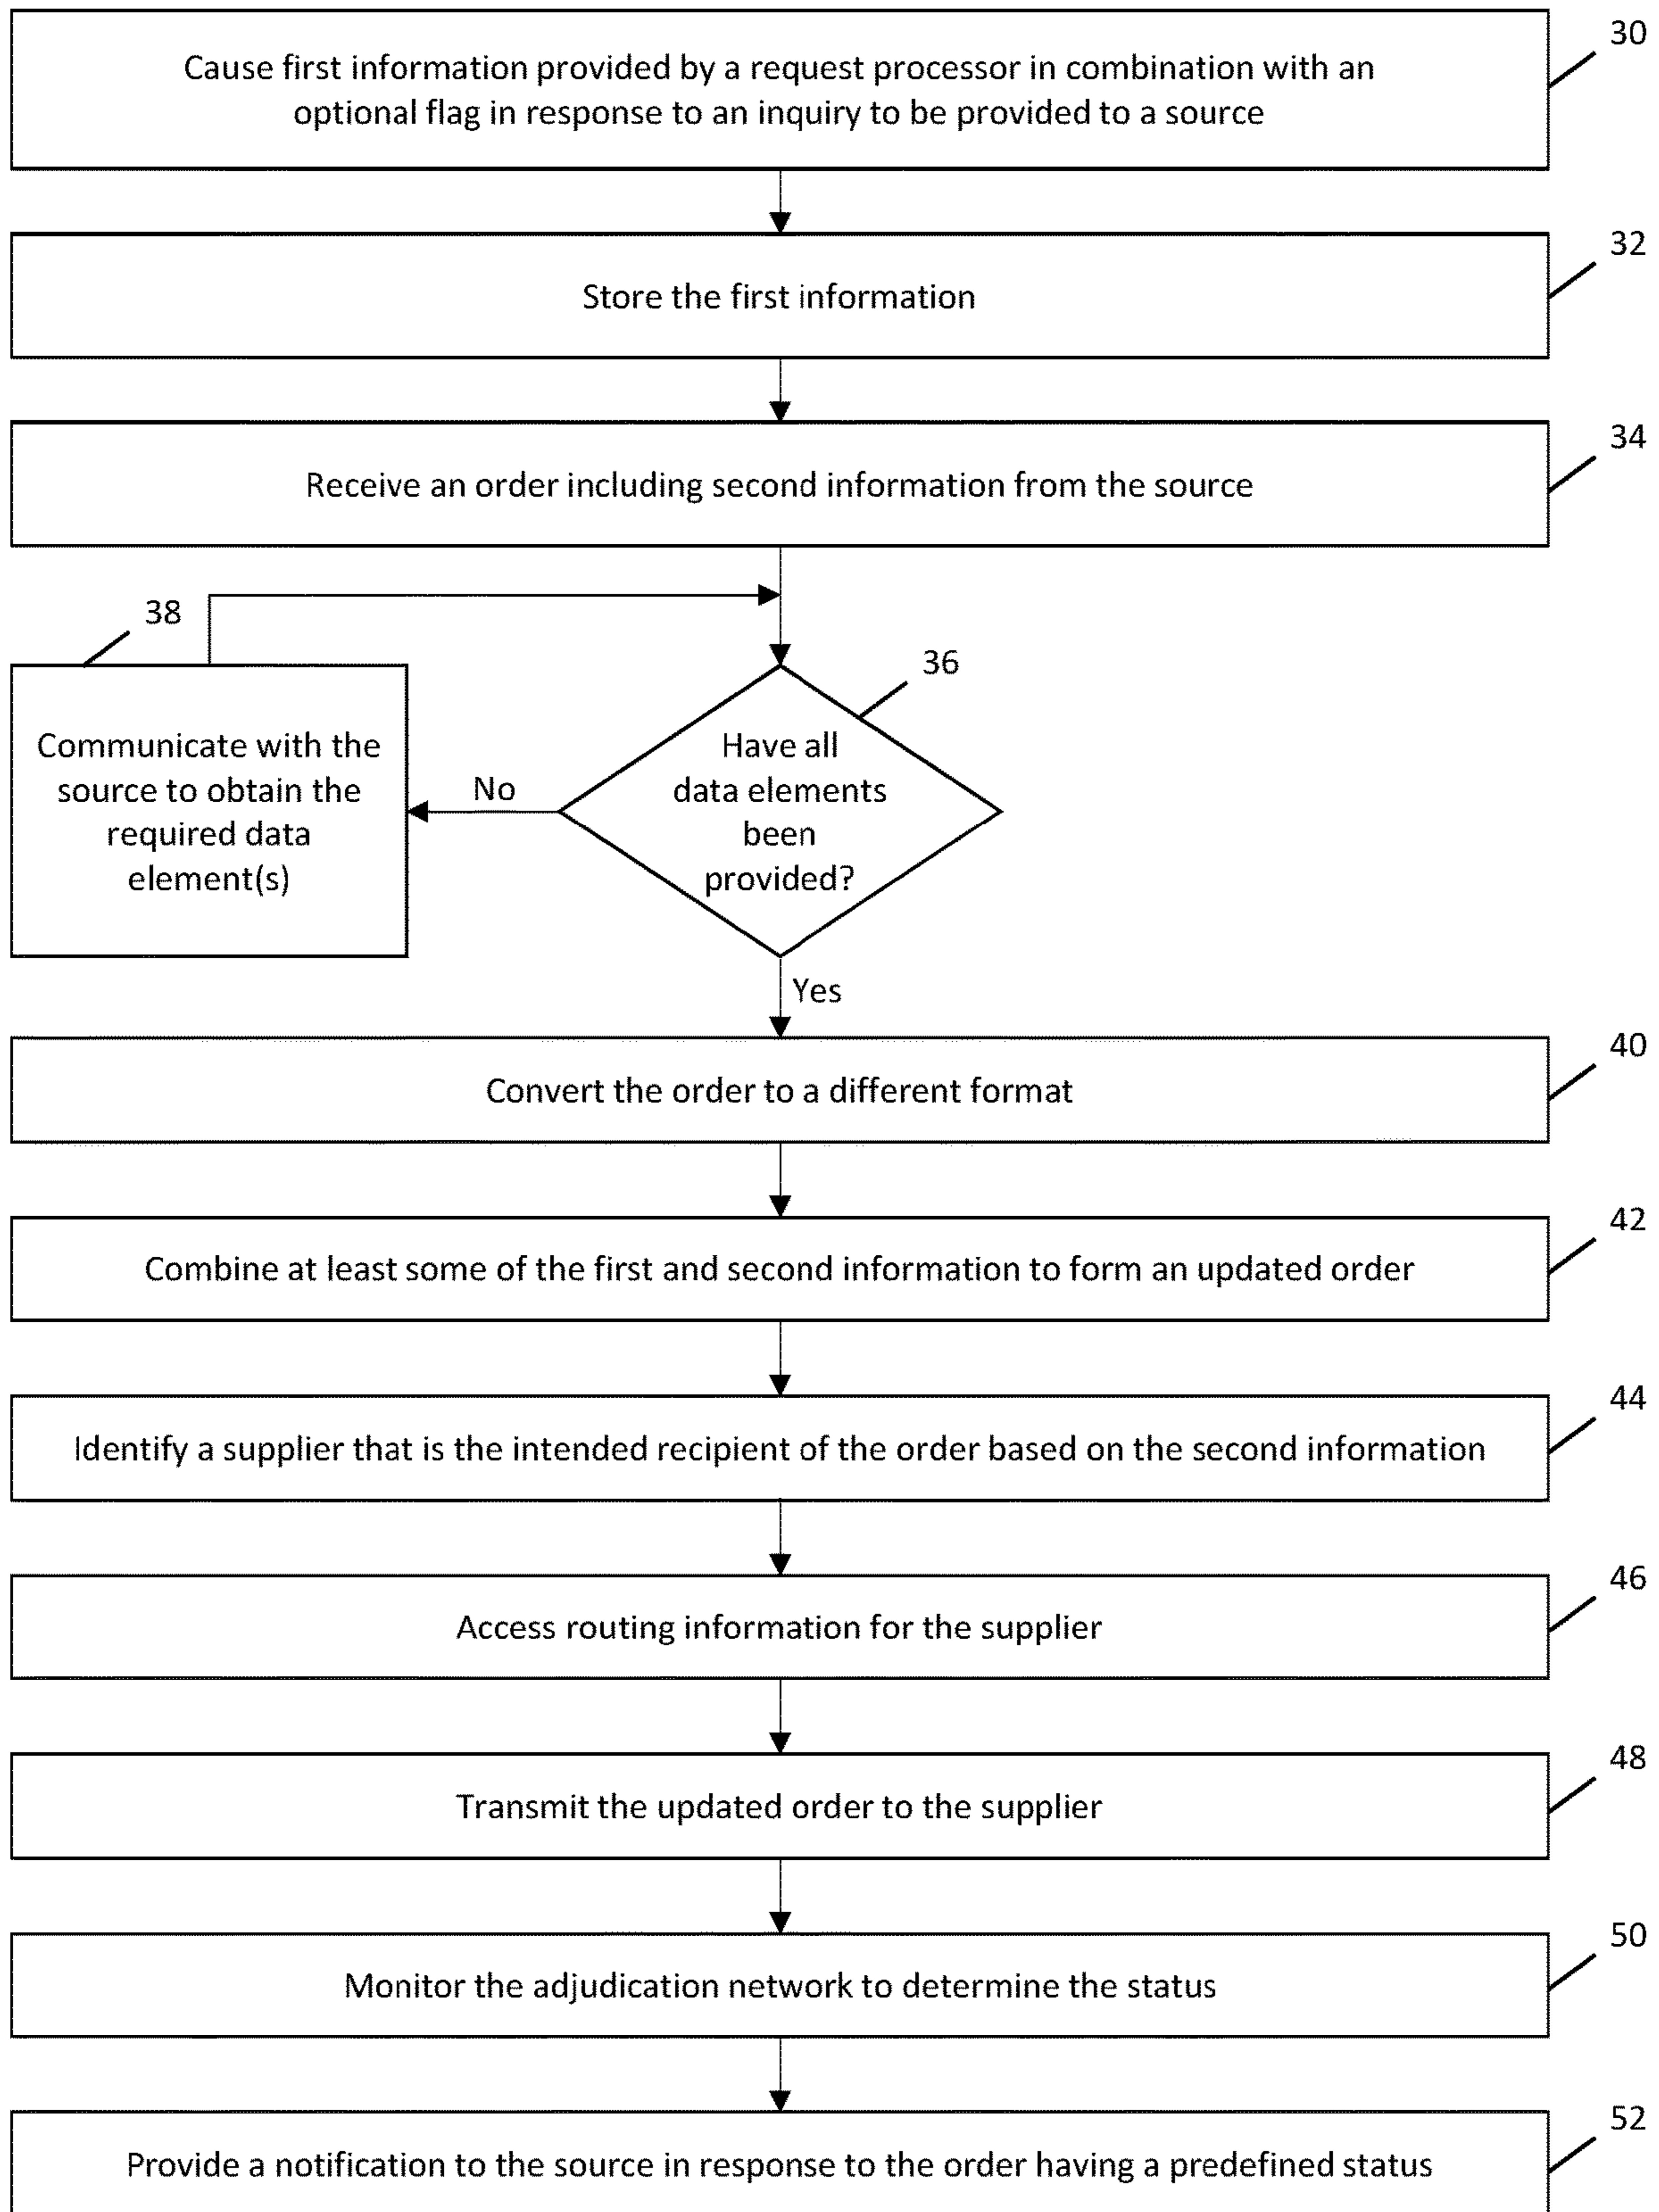 30
Cause first information provided by a request processor in combination with an
optional flag in response to an inquiry to be provided to a source
32
Store the first information
34
Receive an order including second information from the source
38
36
Communicate with the
source to obtain the
required data
element(s)
No
Have all
data elements
been
provided?
Yes
40
Convert the order to a different format
42
Combine at least some of the first and second information to form an updated order
44
Identify a supplier that is the intended recipient of the order based on the second information
46
Access routing information for the supplier
48
Transmit the updated order to the supplier
50
Monitor the adjudication network to determine the status
52
Provide a notification to the source in response to the order having a predefined status